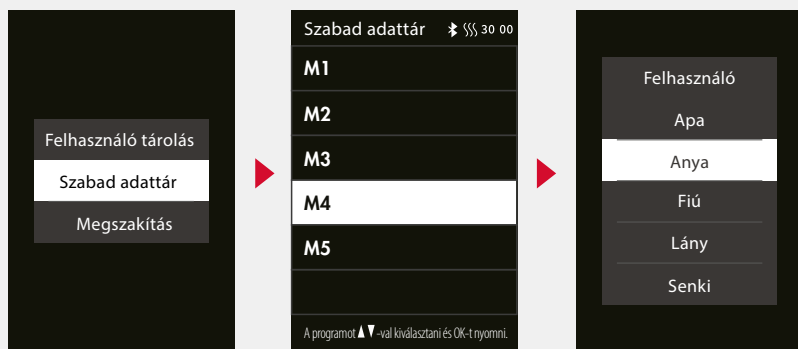 Felhasználó tárolás
Szabad adattár
Megszakítás
Szabad adattár 30 00
M1
M2
M3
M4
M5
A programot ▲▼-val kiválasztani és OK-t nyomni.
Felhasználó
Apa
Anya
Fiú
Lány
Senki